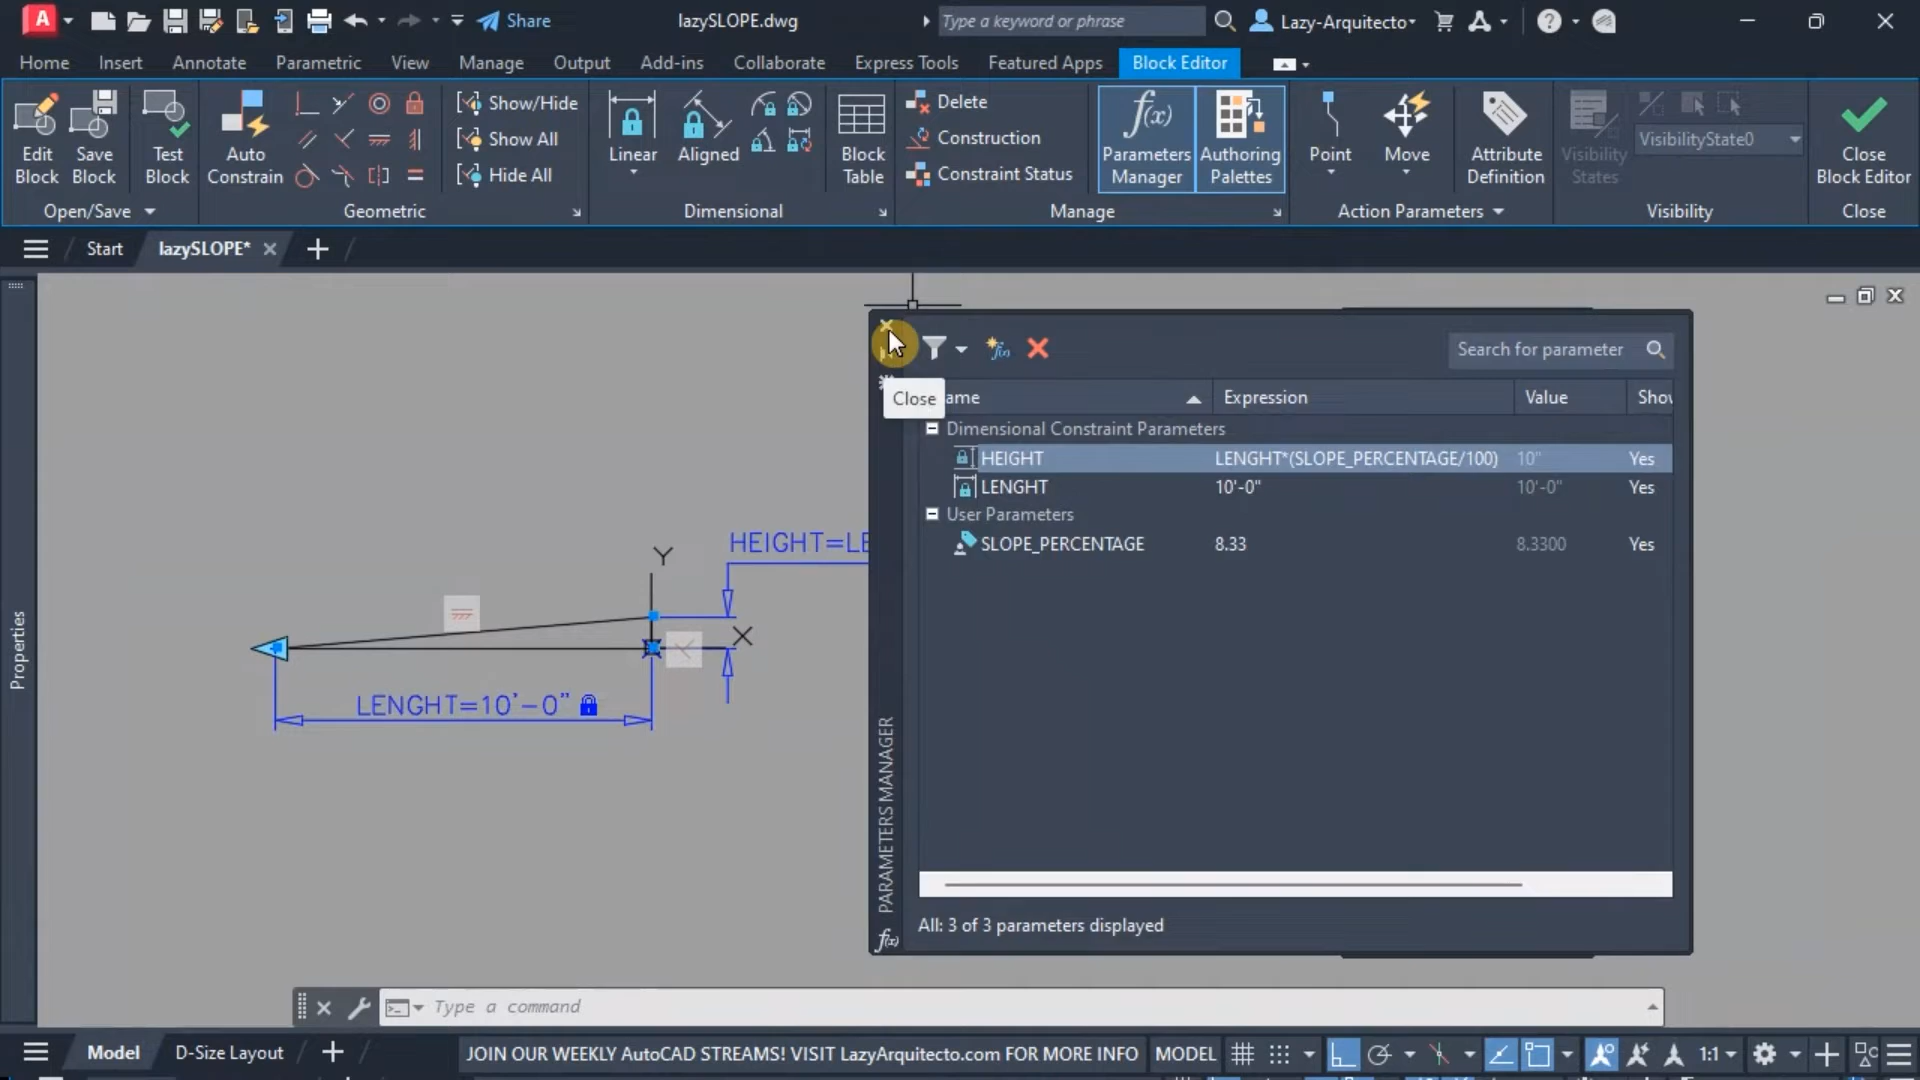 A
Share
lazySLOPE.dwg
Type a keyword or phrase
Lazy-Arquitecto
Home
Insert
Annotate
Parametric
View
Manage
Output
Add-ins
Collaborate
Express Tools
Featured Apps
Block Editor
Edit Block
Save Block
Test Block
Auto Constrain
Show/Hide
Show All
Hide All
Linear
Aligned
Block Table
Delete
Construction
Constraint Status
Parameters Manager
Authoring Palettes
Point
Move
Attribute Definition
Visibility States
VisibilityState0
Close Block Editor
Open/Save
Geometric
Dimensional
Manage
Action Parameters
Visibility
Close
Start
lazySLOPE*
Properties
Search for parameter
Close
ame
Expression
Value
Show
Dimensional Constraint Parameters
HEIGHT
LENGHT*(SLOPE_PERCENTAGE/100)
10"
Yes
LENGHT
10'-0"
10'-0"
Yes
User Parameters
SLOPE_PERCENTAGE
8.33
8.3300
Yes
HEIGHT=LE
Y
X
LENGHT=10'-0"
PARAMETERS MANAGER
f(x)
All: 3 of 3 parameters displayed
Type a command
Model
D-Size Layout
JOIN OUR WEEKLY AutoCAD STREAMS! VISIT LazyArquitecto.com FOR MORE INFO
MODEL
1:1